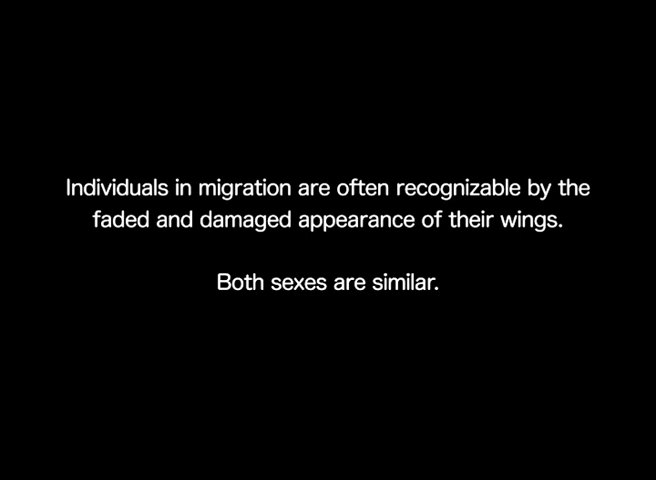 Individuals in migration are often recognizable by the
faded and damaged appearance of their wings.
Both sexes are similar.